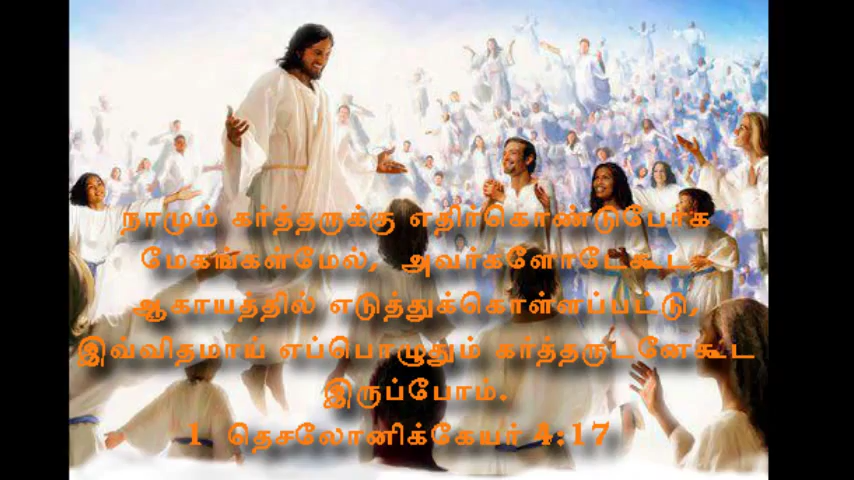 நாமும் கர்த்தருக்கு எதிர்கொண்டுபோக
மேகங்கள்மேல், அவர்களோடேகூட
ஆகாயத்தில் எடுத்துக்கொள்ளப்பட்டு,
இவ்விதமாய் எப்பொழுதும் கர்த்தருடனேகூட
இருப்போம்.
1 தெசலோனிக்கேயர் 4:17